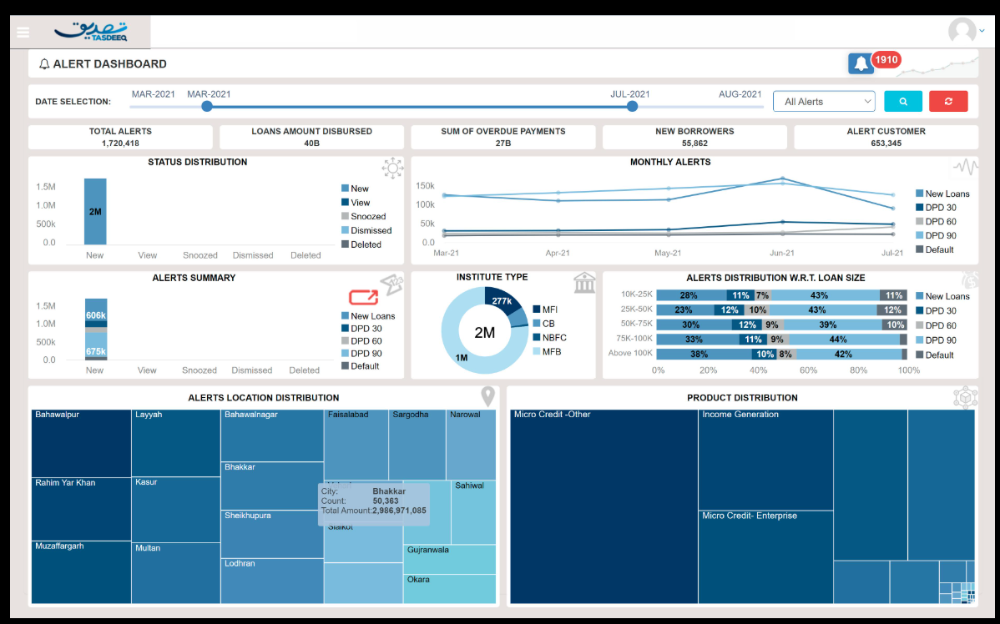 تصدیق
TASDEEQ
ALERT DASHBOARD
1910
DATE SELECTION:
MAR-2021 MAR-2021 JUL-2021 AUG-2021
All Alerts
TOTAL ALERTS
1,720,418
LOANS AMOUNT DISBURSED
40B
SUM OF OVERDUE PAYMENTS
27B
NEW BORROWERS
55,862
ALERT CUSTOMER
653,345
STATUS DISTRIBUTION
1.5M
1.0M
500k
0.0
2M
New View Snoozed Dismissed Deleted
New
View
Snoozed
Dismissed
Deleted
MONTHLY ALERTS
150k
100k
50k
0.0
Mar-21 Apr-21 May-21 Jun-21 Jul-21
New Loans
DPD 30
DPD 60
DPD 90
Default
ALERTS SUMMARY
1.5M
1.0M
500k
0.0
606k
675k
New View Snoozed Dismissed Deleted
New Loans
DPD 30
DPD 60
DPD 90
Default
INSTITUTE TYPE
277k
2M
1M
MFI
CB
NBFC
MFB
ALERTS DISTRIBUTION W.R.T. LOAN SIZE
10K-25K 28% 11% 7% 43% 11%
25K-50K 23% 12% 10% 43% 12%
50K-75K 30% 12% 9% 39% 10%
75K-100K 33% 11% 9% 44%
Above 100K 38% 10% 8% 42%
0% 20% 40% 60% 80% 100%
New Loans
DPD 30
DPD 60
DPD 90
Default
ALERTS LOCATION DISTRIBUTION
Bahawalpur
Rahim Yar Khan
Muzaffargarh
Layyah
Kasur
Multan
Bahawalnagar
Bhakkar
Sheikhupura
Lodhran
Faisalabad
Sargodha
Narowal
City: Bhakkar
Count: 50,363
Total Amount:2,986,971,085
Sialkot
Sahiwal
Gujranwala
Okara
PRODUCT DISTRIBUTION
Micro Credit -Other
Income Generation
Micro Credit- Enterprise